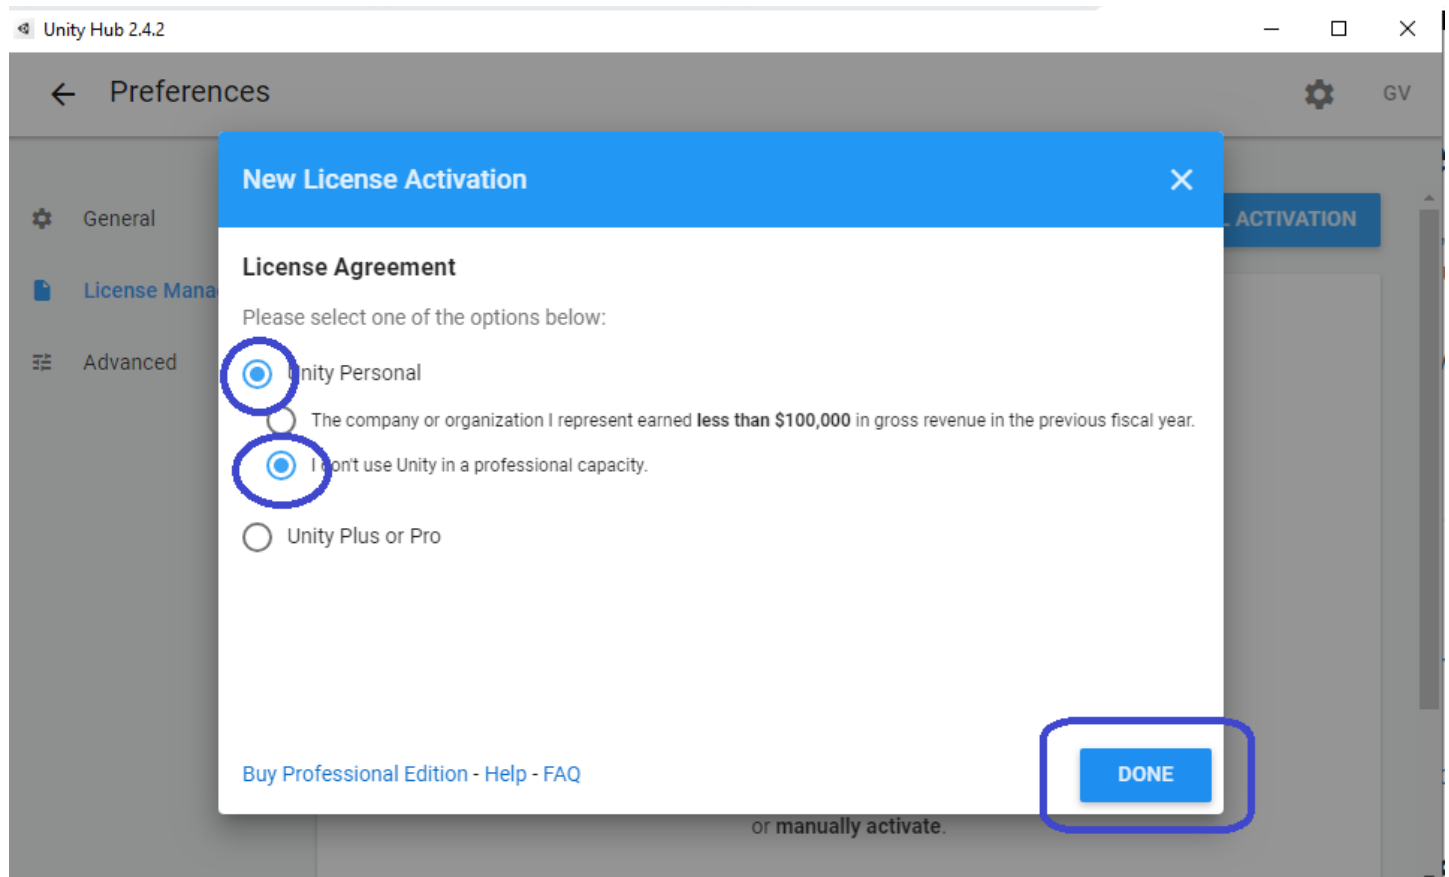 Unity Hub 2.4.2
Preferences
GV
New License Activation
General
ACTIVATION
License Agreement
License Mana
Please select one of the options below:
Advanced
Unity Personal
The company or organization I represent earned less than $100,000 in gross revenue in the previous fiscal year.
I don't use Unity in a professional capacity.
Unity Plus or Pro
Buy Professional Edition - Help - FAQ
DONE
or manually activate.